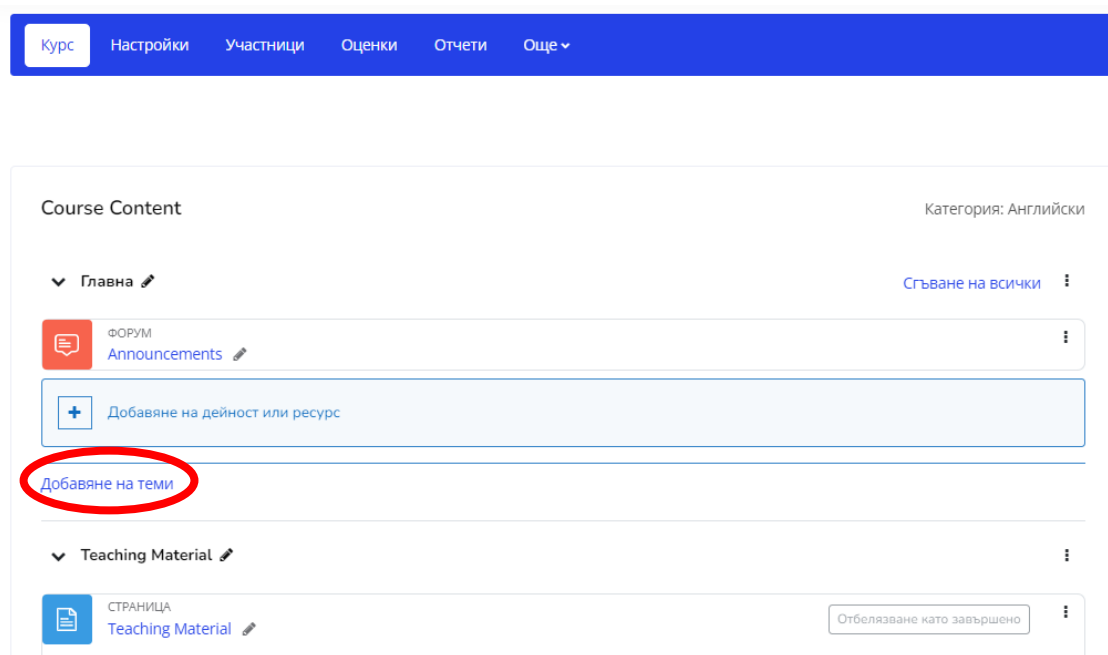 Курс Настройки Участници Оценки Отчети Още
Course Content
Категория: Английски
Главна
Сгъване на всички
ФОРУМ
Announcements
Добавяне на дейност или ресурс
Добавяне на теми
Teaching Material
СТРАНИЦА
Teaching Material
Отбелязване като завършено